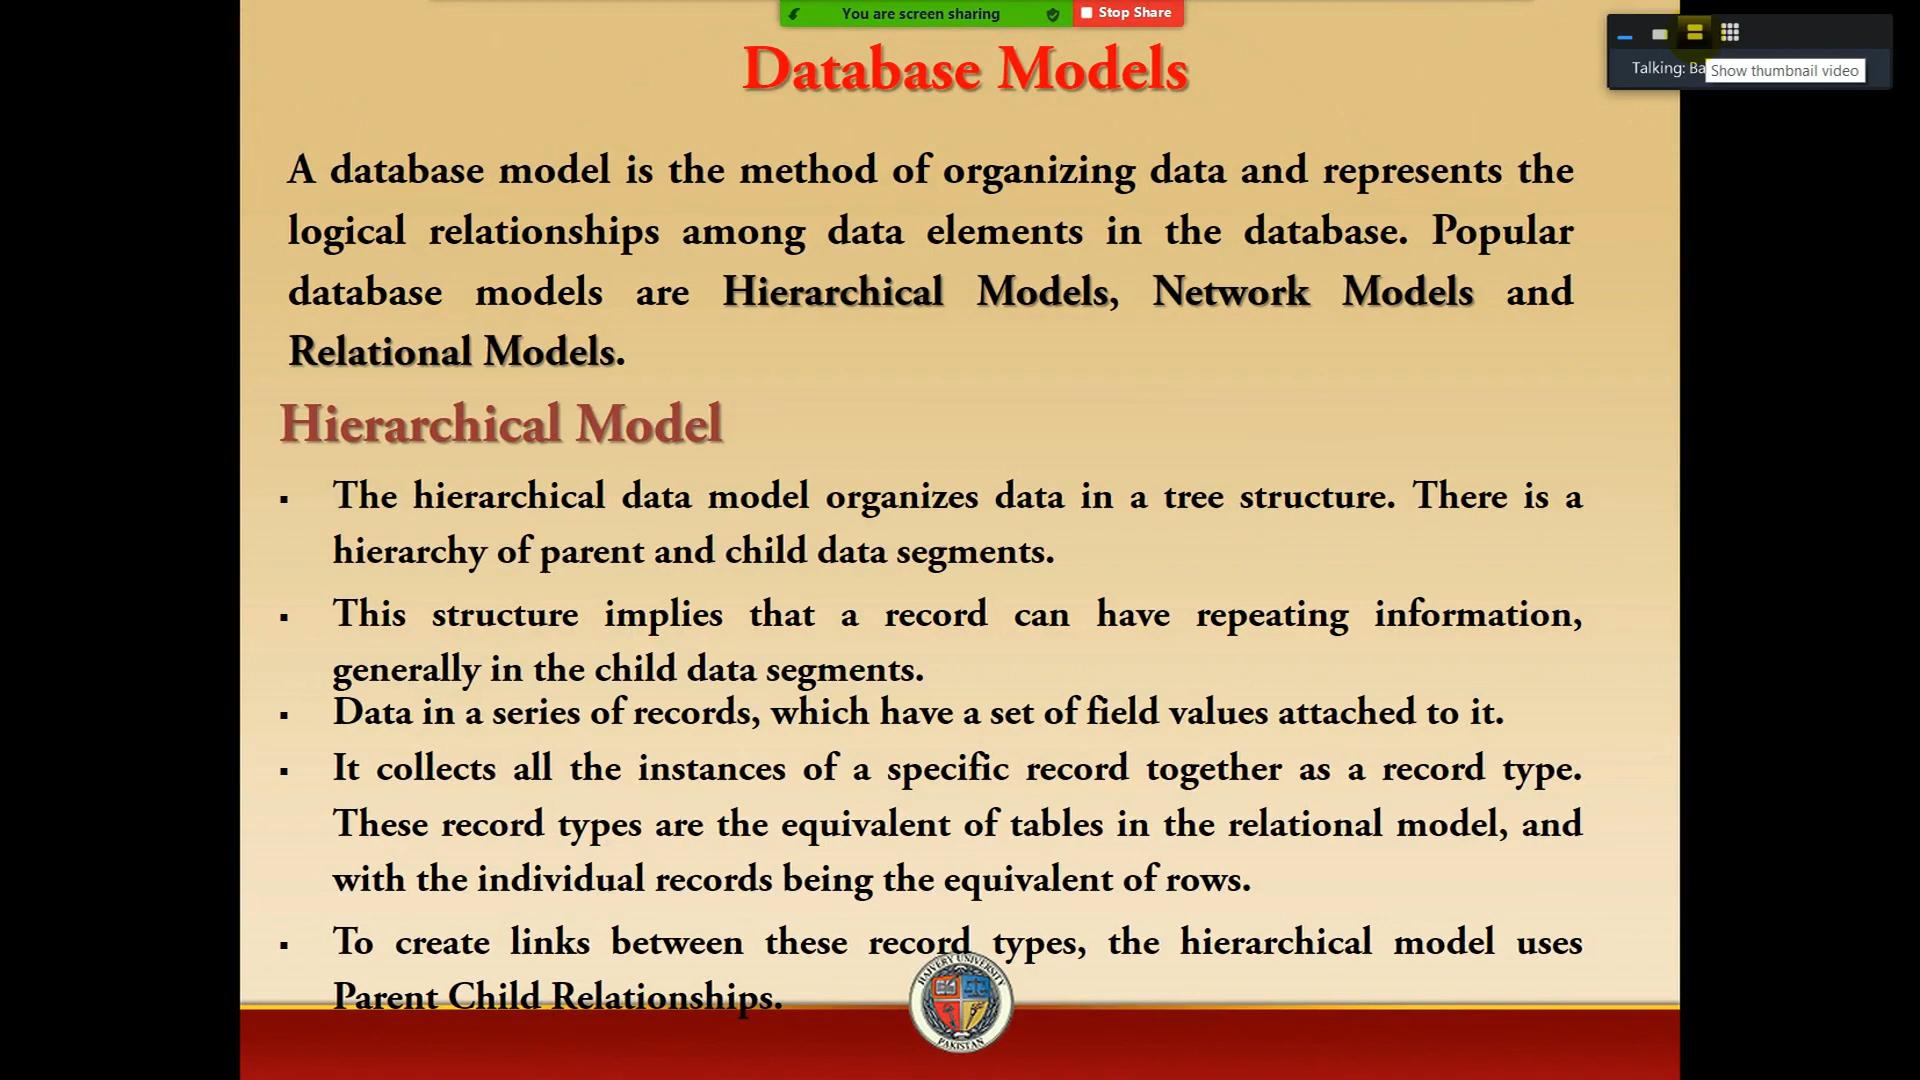 You are screen sharing
Stop Share
Talking: Ba
Show thumbnail video
Database Models
A database model is the method of organizing data and represents the
logical relationships among data elements in the database. Popular
database models are Hierarchical Models, Network Models and
Relational Models.
Hierarchical Model
▪ The hierarchical data model organizes data in a tree structure. There is a
hierarchy of parent and child data segments.
▪ This structure implies that a record can have repeating information,
generally in the child data segments.
▪ Data in a series of records, which have a set of field values attached to it.
▪ It collects all the instances of a specific record together as a record type.
These record types are the equivalent of tables in the relational model, and
with the individual records being the equivalent of rows.
▪ To create links between these record types, the hierarchical model uses
Parent Child Relationships.
UNIVERSITY
PAKISTAN